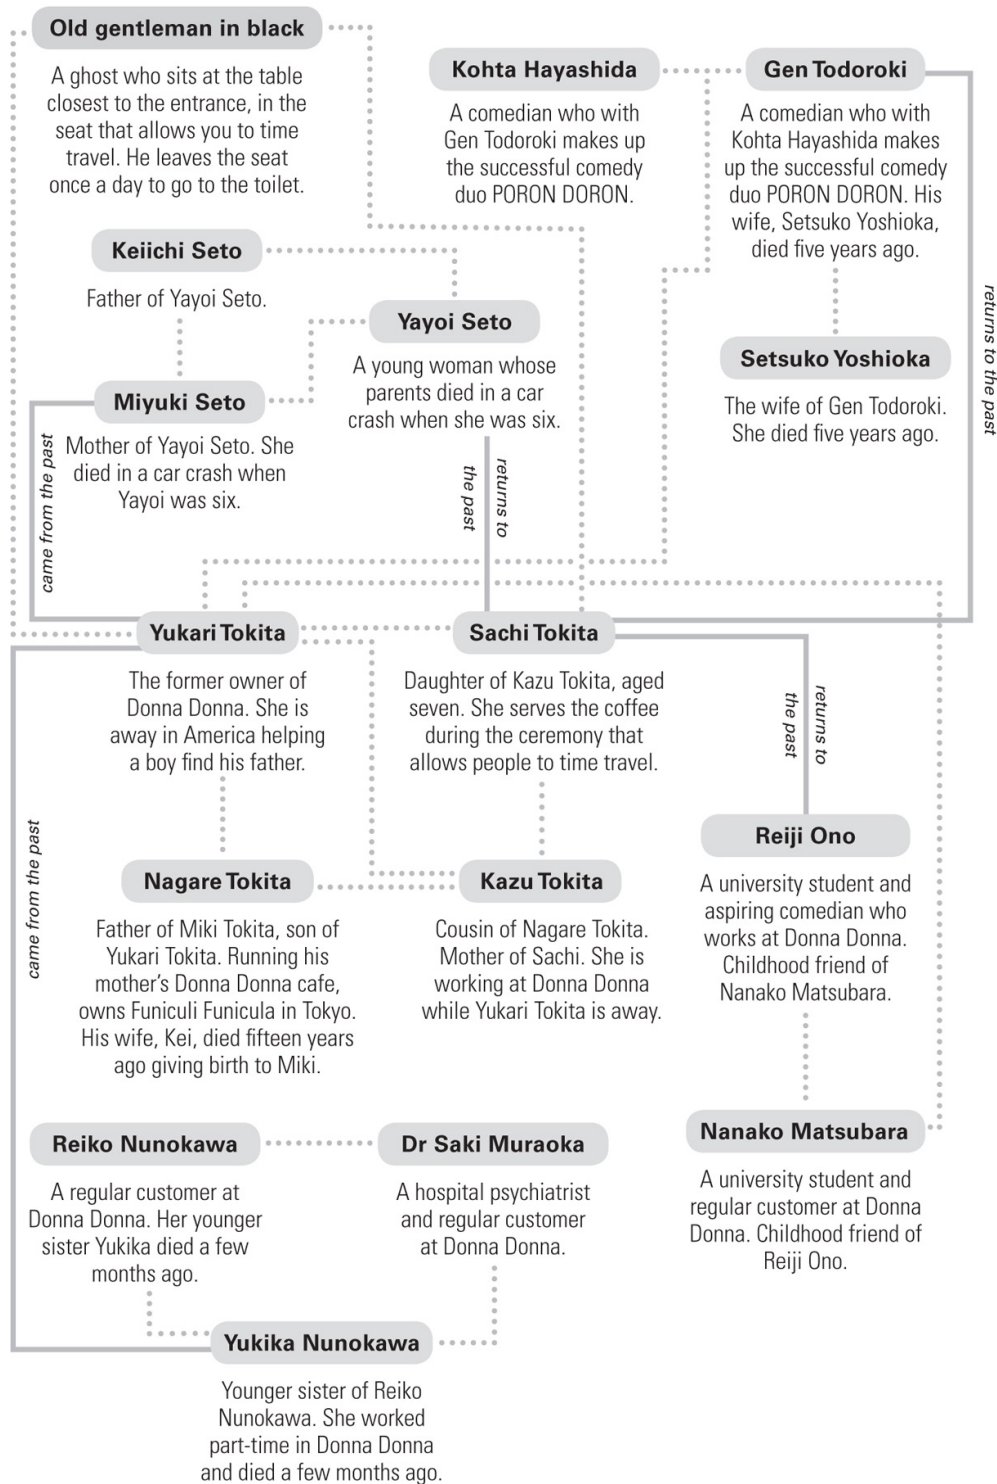 Old gentleman in black
A ghost who sits at the table
closest to the entrance, in the
seat that allows you to time
travel. He leaves the seat
once a day to go to the toilet.
Kohta Hayashida
A comedian who with
Gen Todoroki makes up
the successful comedy
duo PORON DORON.
Gen Todoroki
A comedian who with
Kohta Hayashida makes
up the successful comedy
duo PORON DORON. His
wife, Setsuko Yoshioka,
died five years ago.
Keiichi Seto
Father of Yayoi Seto.
Yayoi Seto
A young woman whose
parents died in a car
crash when she was six.
Setsuko Yoshioka
The wife of Gen Todoroki.
She died five years ago.
returns to the past
Miyuki Seto
Mother of Yayoi Seto. She
died in a car crash when
Yayoi was six.
came from the past
returns to
the past
Yukari Tokita
The former owner of
Donna Donna. She is
away in America helping
a boy find his father.
Sachi Tokita
Daughter of Kazu Tokita, aged
seven. She serves the coffee
during the ceremony that
allows people to time travel.
returns to
the past
came from the past
Nagare Tokita
Father of Miki Tokita, son of
Yukari Tokita. Running his
mother's Donna Donna cafe,
owns Funiculi Funicula in Tokyo.
His wife, Kei, died fifteen years
ago giving birth to Miki.
Kazu Tokita
Cousin of Nagare Tokita.
Mother of Sachi. She is
working at Donna Donna
while Yukari Tokita is away.
Reiji Ono
A university student and
aspiring comedian who
works at Donna Donna.
Childhood friend of
Nanako Matsubara.
Reiko Nunokawa
A regular customer at
Donna Donna. Her younger
sister Yukika died a few
months ago.
Dr Saki Muraoka
A hospital psychiatrist
and regular customer
at Donna Donna.
Nanako Matsubara
A university student and
regular customer at Donna
Donna. Childhood friend of
Reiji Ono.
Yukika Nunokawa
Younger sister of Reiko
Nunokawa. She worked
part-time in Donna Donna
and died a few months ago.